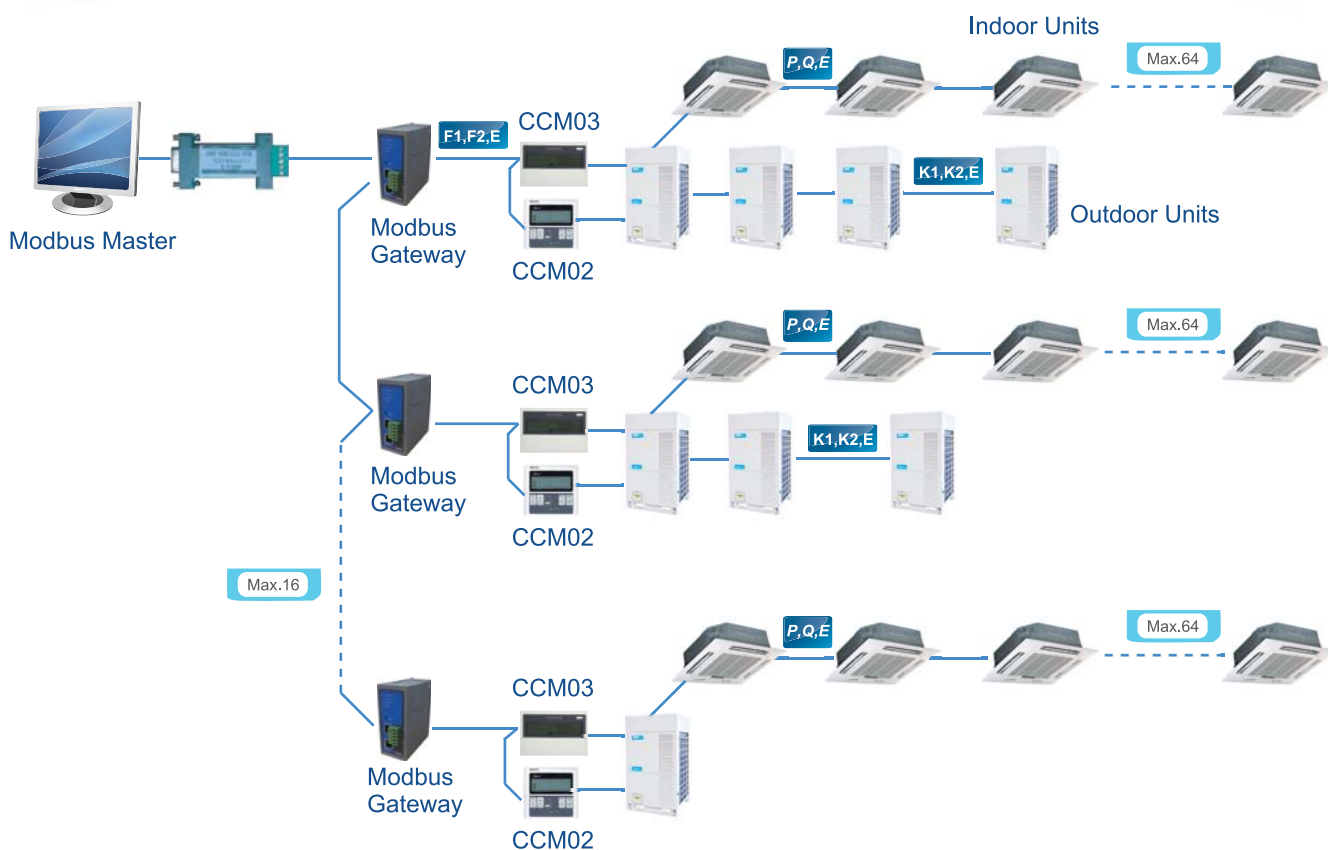 Indoor Units
P,Q,E
Max.64
F1,F2,E
CCM03
K1,K2,E
Modbus Master
Modbus
Gateway
CCM02
Outdoor Units
P,Q,E
Max.64
CCM03
K1,K2,E
Modbus
Gateway
CCM02
Max.16
P,Q,E
Max.64
CCM03
Modbus
Gateway
CCM02